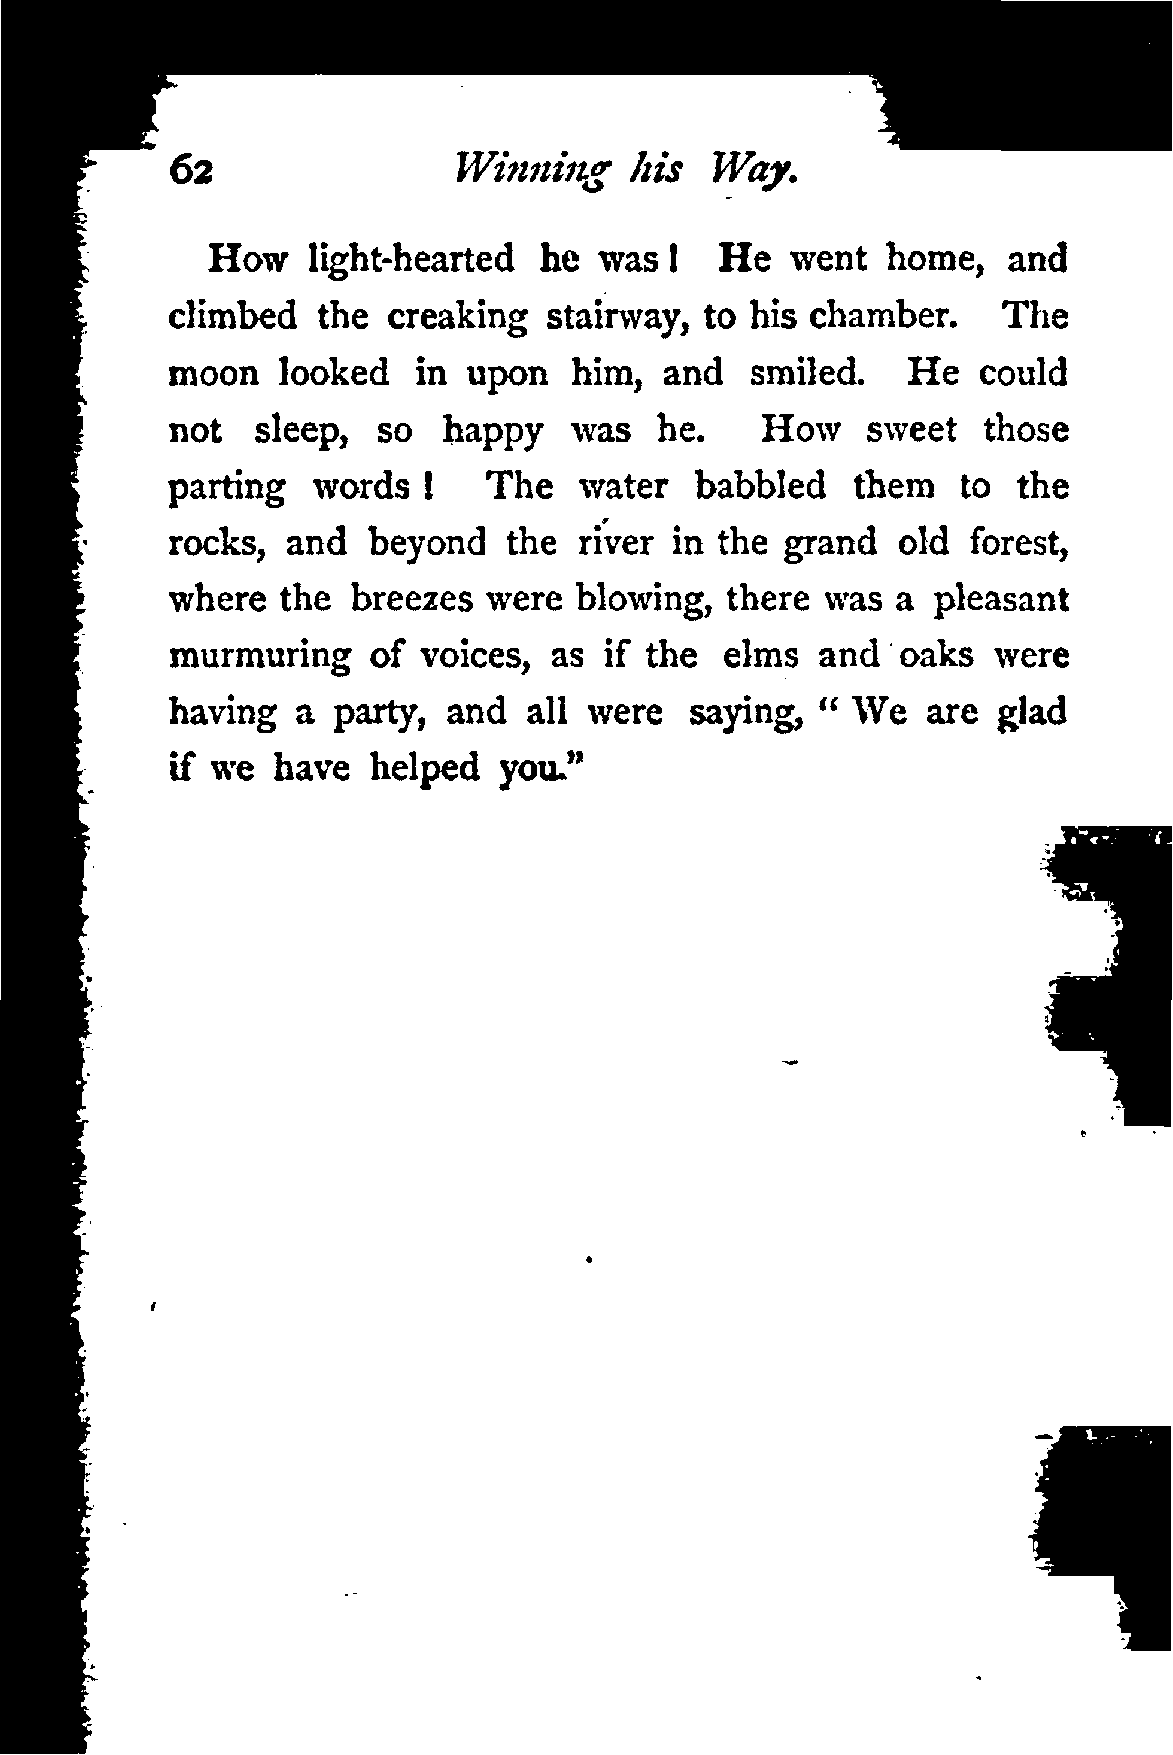 62 Winning his Way.
How light-hearted he was! He went home, and
climbed the creaking stairway, to his chamber. The
moon looked in upon him, and smiled. He could
not sleep, so happy was he. How sweet those
parting words! The water babbled them to the
rocks, and beyond the river in the grand old forest,
where the breezes were blowing, there was a pleasant
murmuring of voices, as if the elms and oaks were
having a party, and all were saying, "We are glad
if we have helped you."